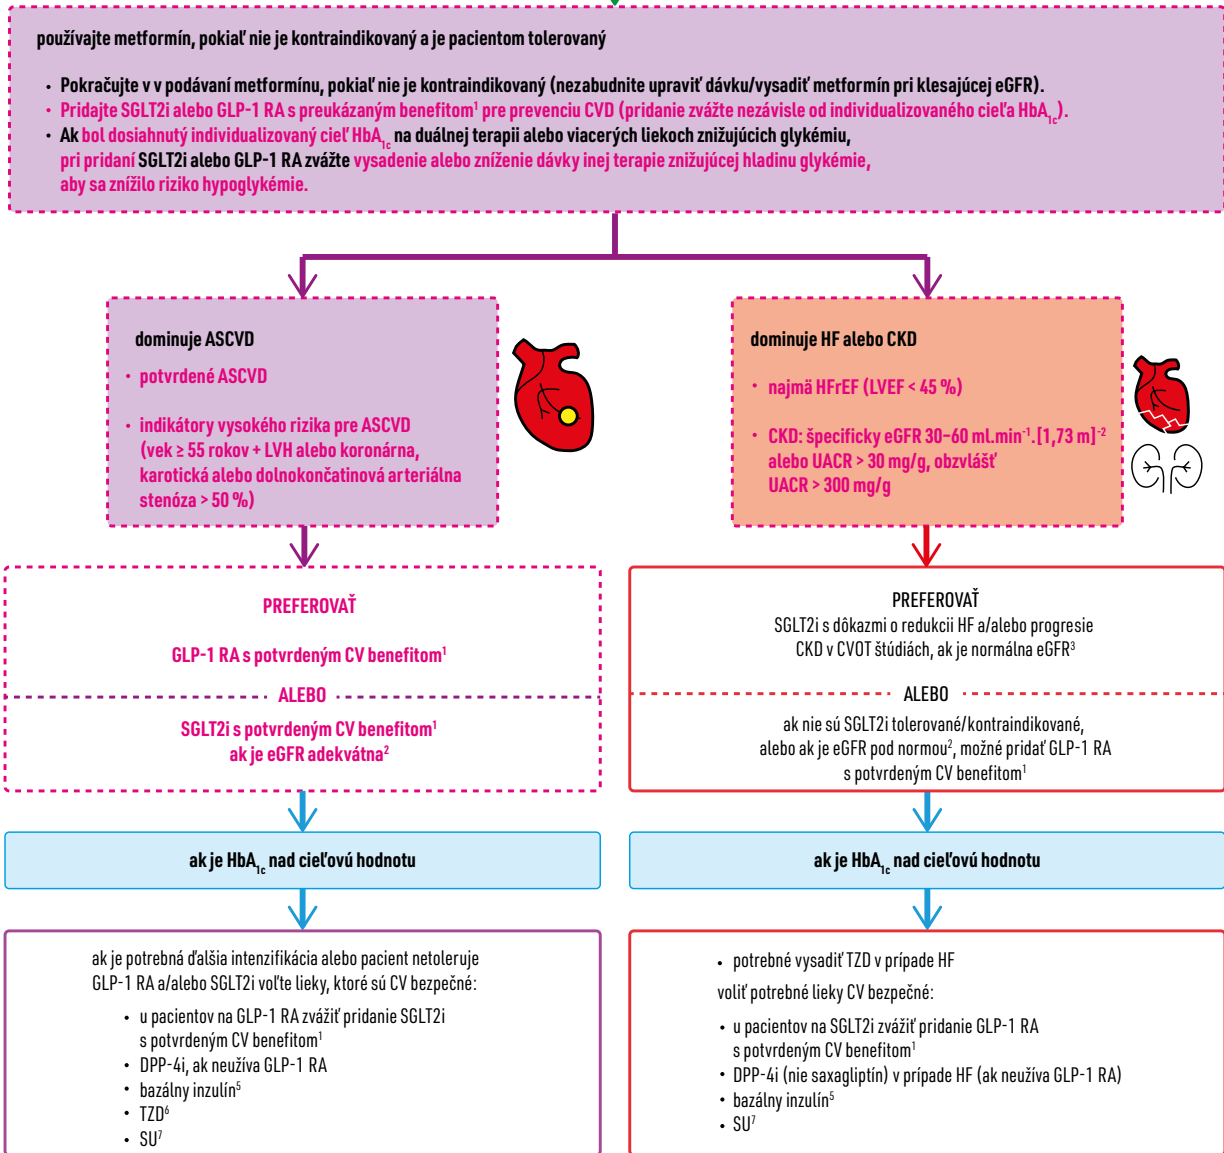 používajte metformín, pokiaľ nie je kontraindikovaný a je pacientom tolerovaný
• Pokračujte v v podávaní metformínu, pokiaľ nie je kontraindikovaný (nezabudnite upraviť dávku/vysadiť metformín pri klesajúcej eGFR).
• Pridajte SGLT2i alebo GLP-1 RA s preukázaným benefitom¹ pre prevenciu CVD (pridanie zvážte nezávisle od individualizovaného cieľa HbA1c).
• Ak bol dosiahnutý individualizovaný cieľ HbA1c na duálnej terapii alebo viacerých liekoch znižujúcich glykémiu,
pri pridaní SGLT2i alebo GLP-1 RA zvážte vysadenie alebo zníženie dávky inej terapie znižujúcej hladinu glykémie,
aby sa znížilo riziko hypoglykémie.
dominuje ASCVD
• potvrdené ASCVD
• indikátory vysokého rizika pre ASCVD
(vek ≥ 55 rokov + LVH alebo koronárna,
karotická alebo dolnokončatinová arteriálna
stenóza > 50 %)
dominuje HF alebo CKD
• najmä HFrEF (LVEF < 45 %)
• CKD: špecificky eGFR 30–60 ml.min⁻¹.[1,73 m]⁻²
alebo UACR > 30 mg/g, obzvlášť
UACR > 300 mg/g
PREFEROVAŤ
GLP-1 RA s potvrdeným CV benefitom¹
ALEBO
SGLT2i s potvrdeným CV benefitom¹
ak je eGFR adekvátna²
PREFEROVAŤ
SGLT2i s dôkazmi o redukcii HF a/alebo progresie
CKD v CVOT štúdiách, ak je normálna eGFR³
ALEBO
ak nie sú SGLT2i tolerované/kontraindikované,
alebo ak je eGFR pod normou², možné pridať GLP-1 RA
s potvrdeným CV benefitom¹
ak je HbA1c nad cieľovú hodnotu
ak je HbA1c nad cieľovú hodnotu
ak je potrebná ďalšia intenzifikácia alebo pacient netoleruje
GLP-1 RA a/alebo SGLT2i voľte lieky, ktoré sú CV bezpečné:
• u pacientov na GLP-1 RA zvážiť pridanie SGLT2i
s potvrdeným CV benefitom¹
• DPP-4i, ak neužíva GLP-1 RA
• bazálny inzulín⁵
• TZD⁶
• SU⁷
• potrebné vysadiť TZD v prípade HF
voliť potrebné lieky CV bezpečné:
• u pacientov na SGLT2i zvážiť pridanie GLP-1 RA
s potvrdeným CV benefitom¹
• DPP-4i (nie saxagliptín) v prípade HF (ak neužíva GLP-1 RA)
• bazálny inzulín⁵
• SU⁷